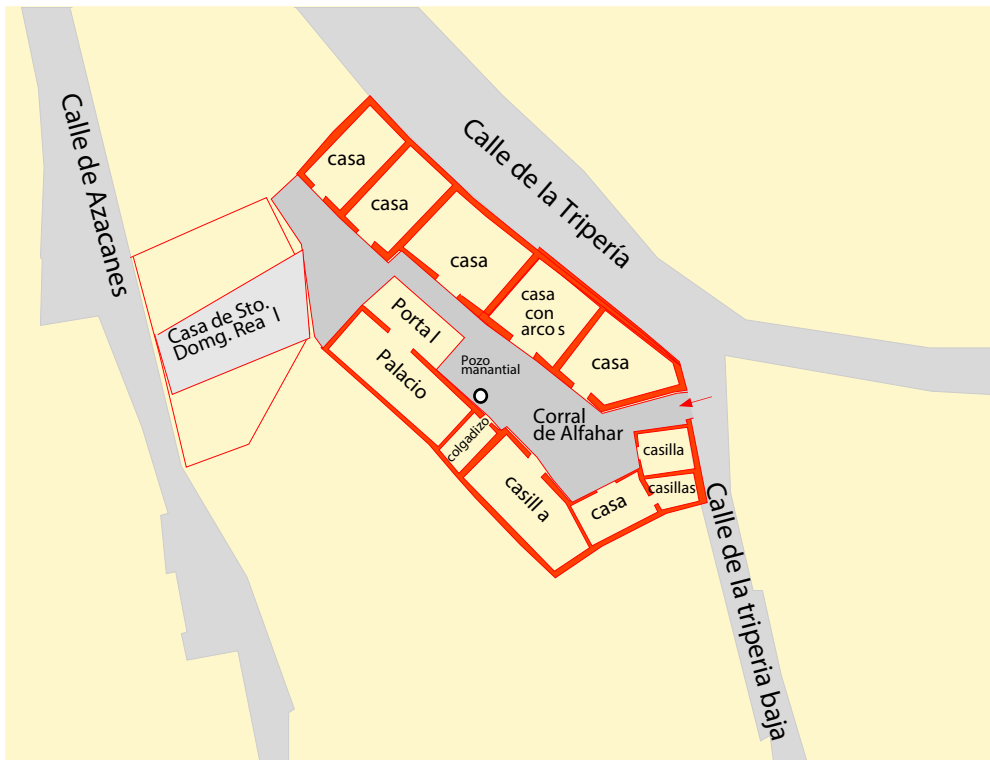 Calle de Azacanes
Calle de la Tripería
casa
casa
casa
casa
con
arco s
casa
Casa de Sto.
Domg. Rea l
Porta l
Palacio
Pozo
manantial
Corral
de Alfahar
colgadizo
casilla
casillas
casill a
casa
Calle de la triperia baja